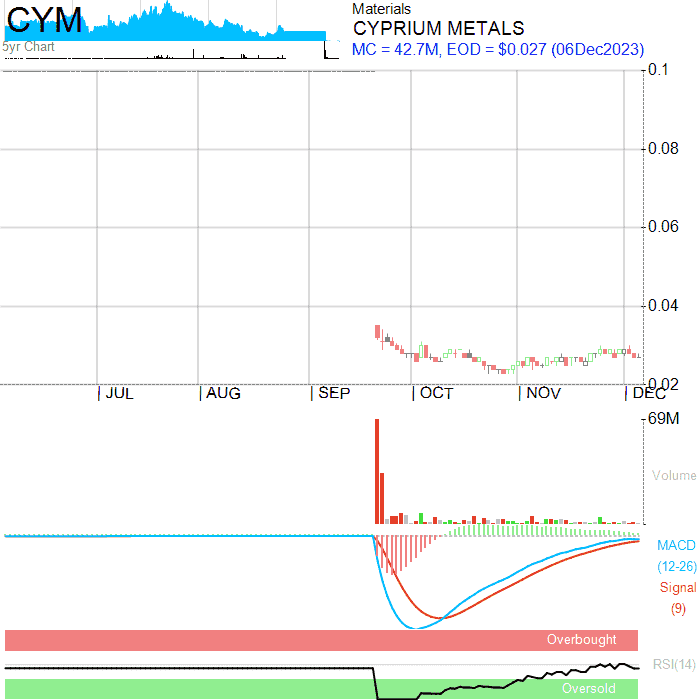 CYM
5yr Chart
Materials
CYPRIUM METALS
MC = 42.7M, EOD = $0.027 (06Dec2023)
0.1
0.08
0.06
0.04
0.02
JUL
AUG
SEP
OCT
NOV
DEC
69M
Volume
MACD
(12-26)
Signal
(9)
Overbought
RSI(14)
Oversold